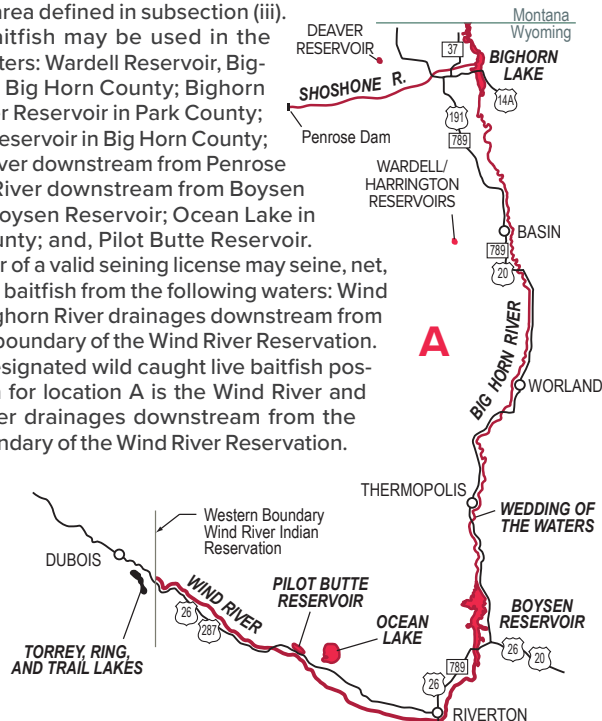 area defined in subsection (iii).
aitfish may be used in the
ters: Wardell Reservoir, Big-
Big Horn County; Bighorn
r Reservoir in Park County;
eservoir in Big Horn County;
ver downstream from Penrose
River downstream from Boysen
oysen Reservoir; Ocean Lake in
unty; and, Pilot Butte Reservoir.
r of a valid seining license may seine, net,
baitfish from the following waters: Wind
ghorn River drainages downstream from
boundary of the Wind River Reservation.
esignated wild caught live baitfish pos-
n for location A is the Wind River and
er drainages downstream from the
ndary of the Wind River Reservation.
Montana
Wyoming
DEAVER
RESERVOIR
37
BIGHORN
LAKE
SHOSHONE R.
14A
Penrose Dam
191
789
WARDELL/
HARRINGTON
RESERVOIRS
BASIN
789
20
A
BIG HORN RIVER
WORLAND
THERMOPOLIS
WEDDING OF
THE WATERS
Western Boundary
Wind River Indian
Reservation
DUBOIS
WIND RIVER
26
287
PILOT BUTTE
RESERVOIR
OCEAN
LAKE
BOYSEN
RESERVOIR
TORREY, RING,
AND TRAIL LAKES
789
26
20
26
RIVERTON